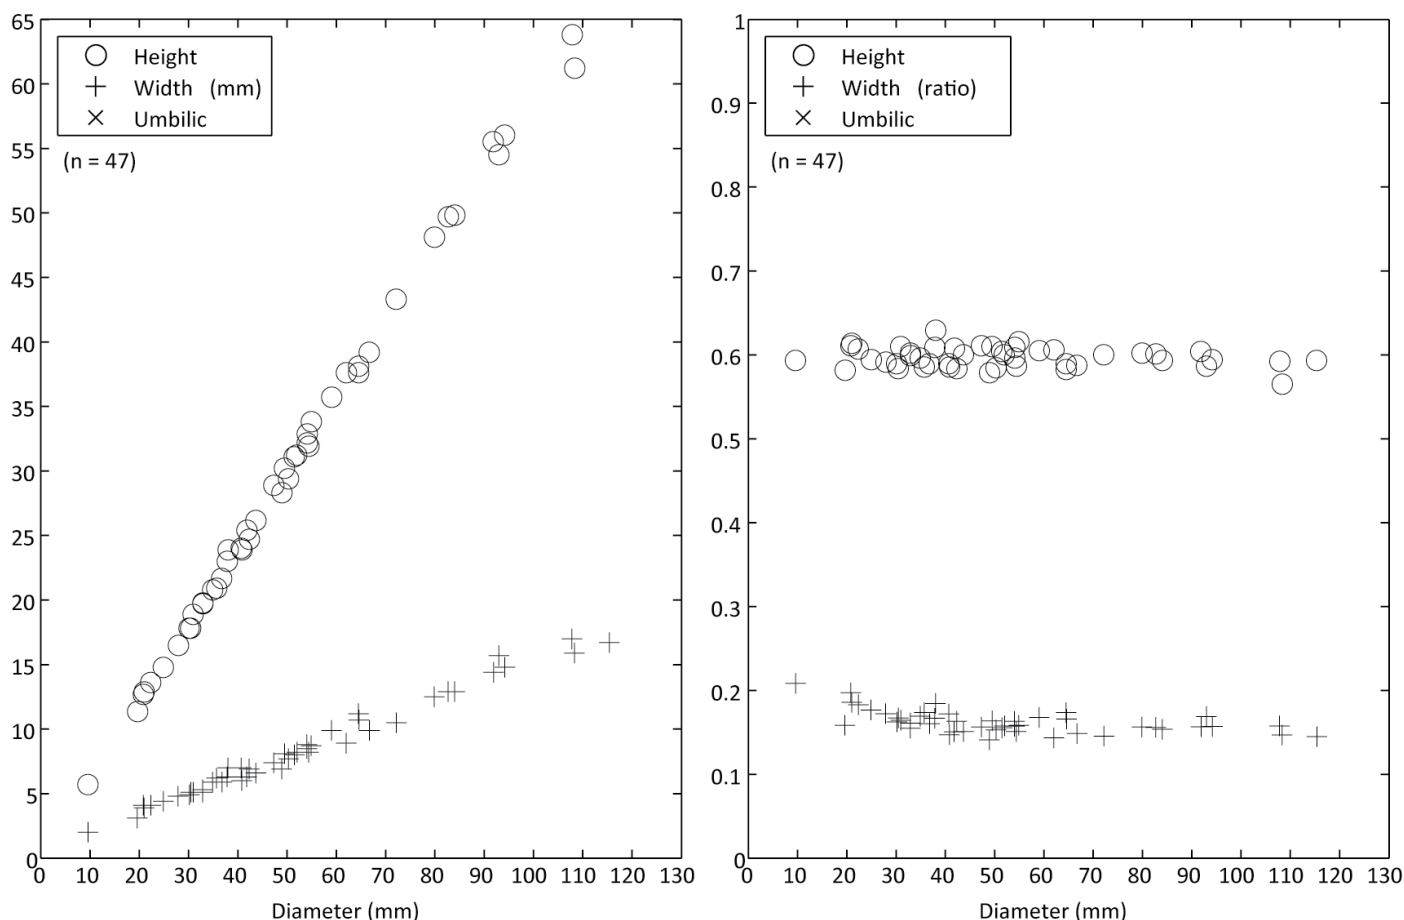 65
60
55
50
45
40
35
30
25
20
15
10
5
0
Height
Width (mm)
Umbilic
(n = 47)
0 10 20 30 40 50 60 70 80 90 100 110 120 130
Diameter (mm)
1
0.9
0.8
0.7
0.6
0.5
0.4
0.3
0.2
0.1
0
Height
Width (ratio)
Umbilic
(n = 47)
0 10 20 30 40 50 60 70 80 90 100 110 120 130
Diameter (mm)